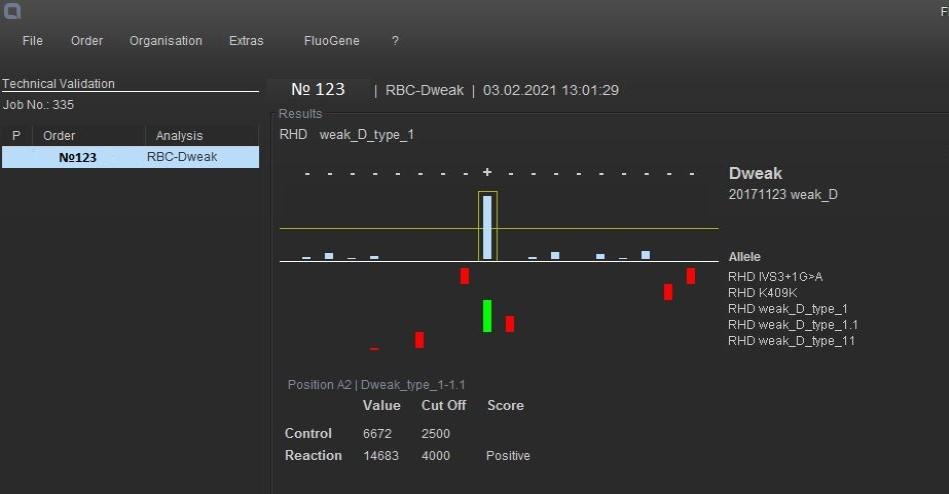 F
File Order Organisation Extras FluoGene ?
Technical Validation
Job No.: 335
P Order Analysis
№123 RBC-Dweak
№ 123 | RBC-Dweak | 03.02.2021 13:01:29
Results
RHD weak_D_type_1
- - - - - - - - + - - - - - - - - -
Dweak
20171123 weak_D
Allele
RHD IVS3+1G>A
RHD K409K
RHD weak_D_type_1
RHD weak_D_type_1.1
RHD weak_D_type_11
Position A2 | Dweak_type_1-1.1
Value Cut Off Score
Control 6672 2500
Reaction 14683 4000 Positive